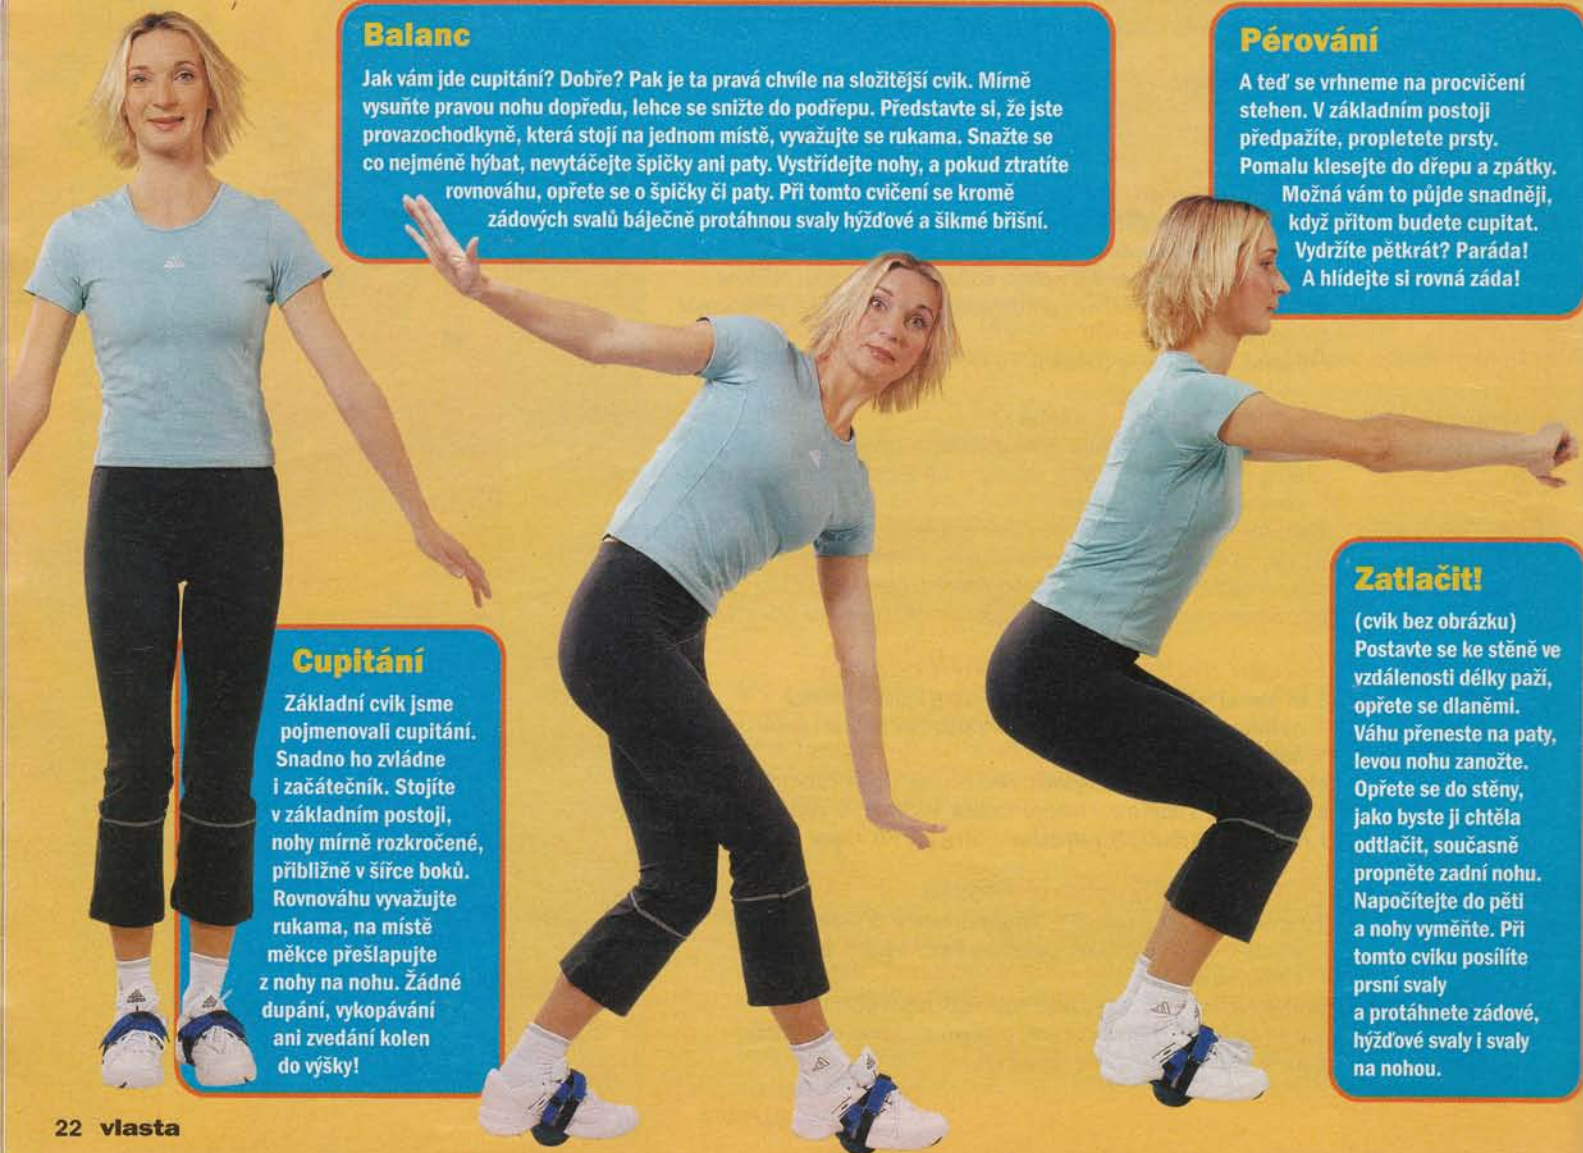 Balanc
Jak vám jde cupitání? Dobře? Pak je ta pravá chvíle na složitější cvik. Mírně
vysuňte pravou nohu dopředu, lehce se snižte do podřepu. Představte si, že jste
provazochodkyně, která stojí na jednom místě, vyvažujte se rukama. Snažte se
co nejméně hýbat, nevytáčejte špičky ani paty. Vystřídejte nohy, a pokud ztratíte
rovnováhu, opřete se o špičky či paty. Při tomto cvičení se kromě
zádových svalů báječně protáhnou svaly hýžďové a šikmé břišní.
Pérování
A teď se vrhneme na procvičení
stehen. V základním postoji
předpažíte, propletete prsty.
Pomalu klesejte do dřepu a zpátky.
Možná vám to půjde snadněji,
když přitom budete cupitat.
Vydržíte pětkrát? Paráda!
A hlídejte si rovná záda!
Cupitání
Základní cvik jsme
pojmenovali cupitání.
Snadno ho zvládne
i začátečník. Stojíte
v základním postoji,
nohy mírně rozkročené,
přibližně v šířce boků.
Rovnováhu vyvažujte
rukama, na místě
měkce přešlapujte
z nohy na nohu. Žádné
dupání, vykopávání
ani zvedání kolen
do výšky!
Zatlačit!
(cvik bez obrázku)
Postavte se ke stěně ve
vzdálenosti délky paží,
opřete se dlaněmi.
Váhu přeneste na paty,
levou nohu zanožte.
Opřete se do stěny,
jako byste ji chtěla
odtlačit, současně
propněte zadní nohu.
Napočítejte do pěti
a nohy vyměňte. Při
tomto cviku posílíte
prsní svaly
a protáhnete zádové,
hýžďové svaly i svaly
na nohou.
22 vlasta